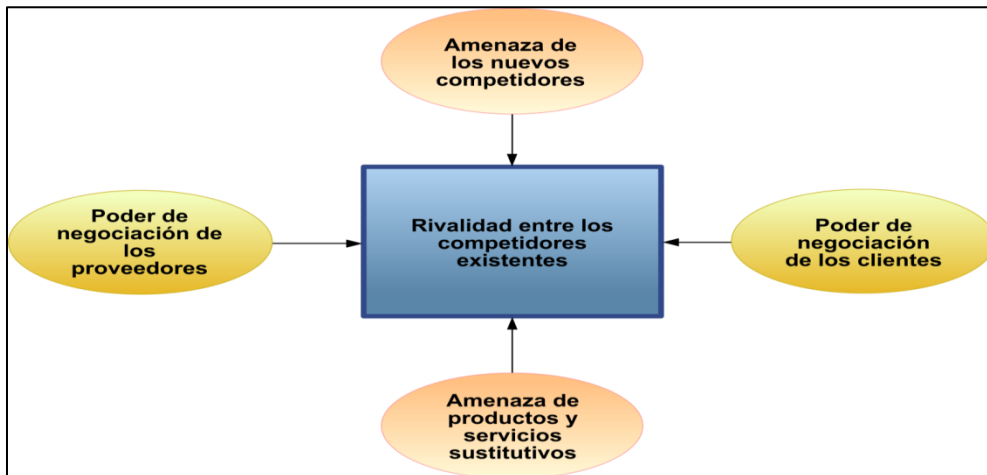 Amenaza de
los nuevos
competidores
Poder de
negociación de
los
proveedores
Rivalidad entre los
competidores
existentes
Poder de
negociación
de los clientes
Amenaza de
productos y
servicios
sustitutivos